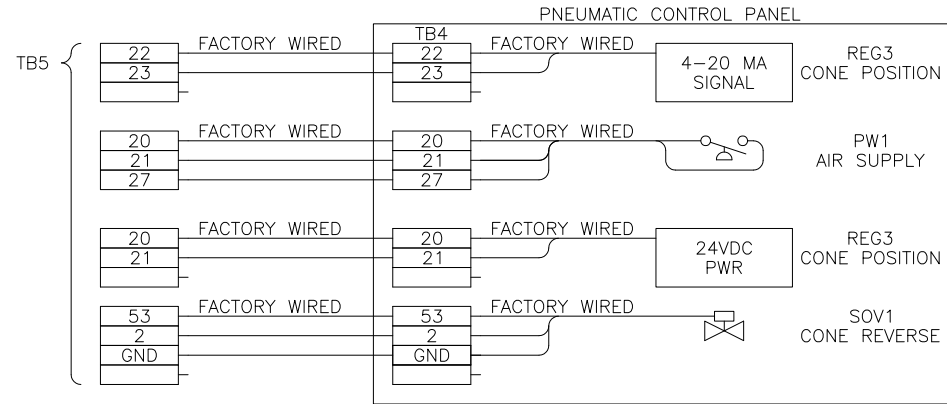 PNEUMATIC CONTROL PANEL
TB5
TB4
22 FACTORY WIRED 22 FACTORY WIRED 4-20 MA REG3
23 23 SIGNAL CONE POSITION
20 FACTORY WIRED 20 FACTORY WIRED PW1
21 21 AIR SUPPLY
27 27
20 FACTORY WIRED 20 FACTORY WIRED 24VDC REG3
21 21 PWR CONE POSITION
53 FACTORY WIRED 53 FACTORY WIRED SOV1
2 2 CONE REVERSE
GND GND